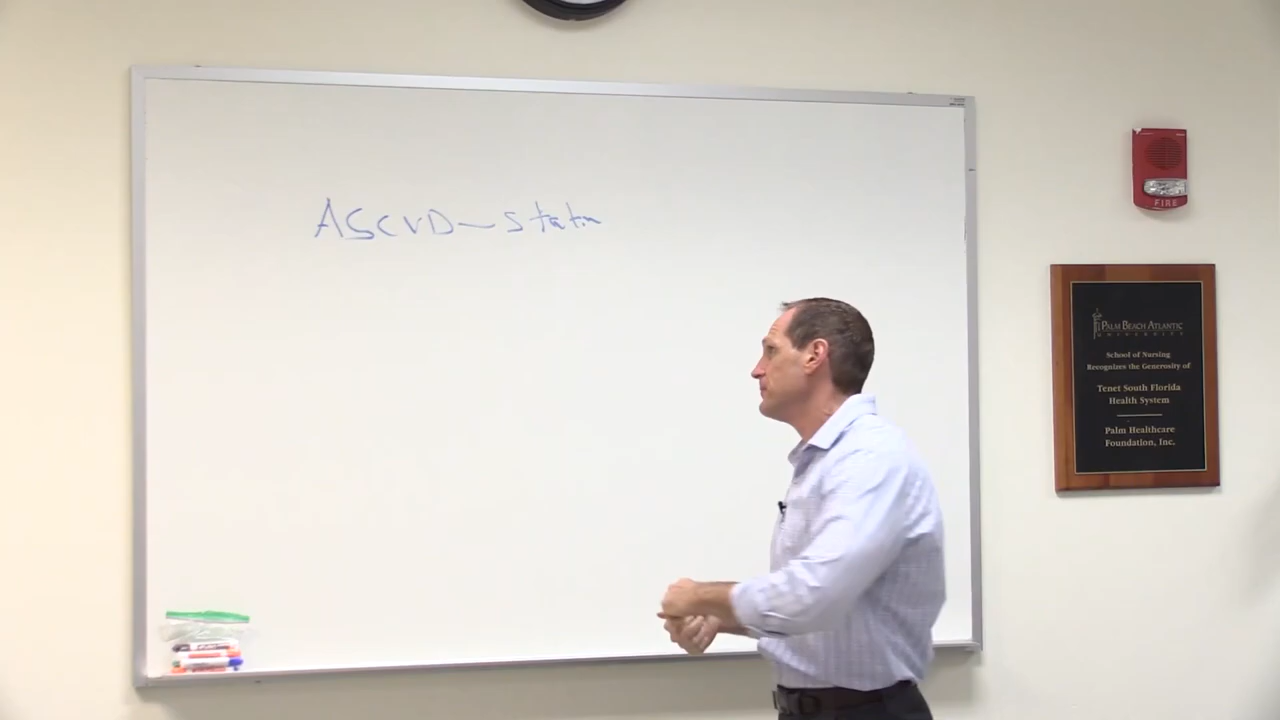 ASCVD — statin
FIRE
PALM BEACH ATLANTIC
UNIVERSITY
School of Nursing
Recognizes the Generosity of
Tenet South Florida
Health System
Palm Healthcare
Foundation, Inc.